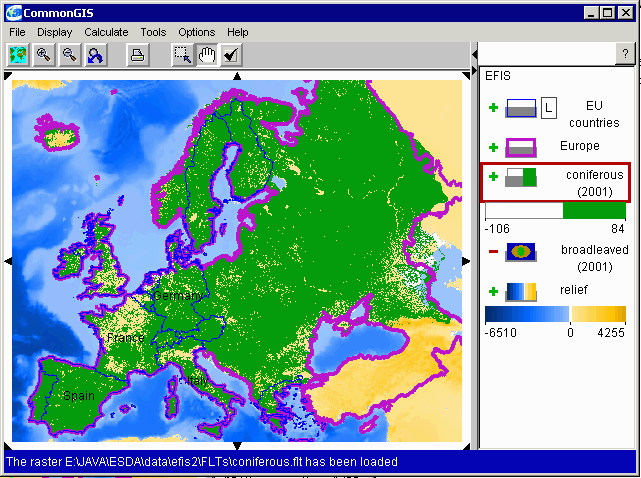 CommonGIS
File Display Calculate Tools Options Help
?
EFIS
L
EU
countries
Europe
coniferous
(2001)
-106 84
broadleaved
(2001)
relief
-6510 0 4255
Germany
France
Italy
Spain
The raster E:\JAVA\ESDA\data\efis2\FLTs\coniferous.flt has been loaded